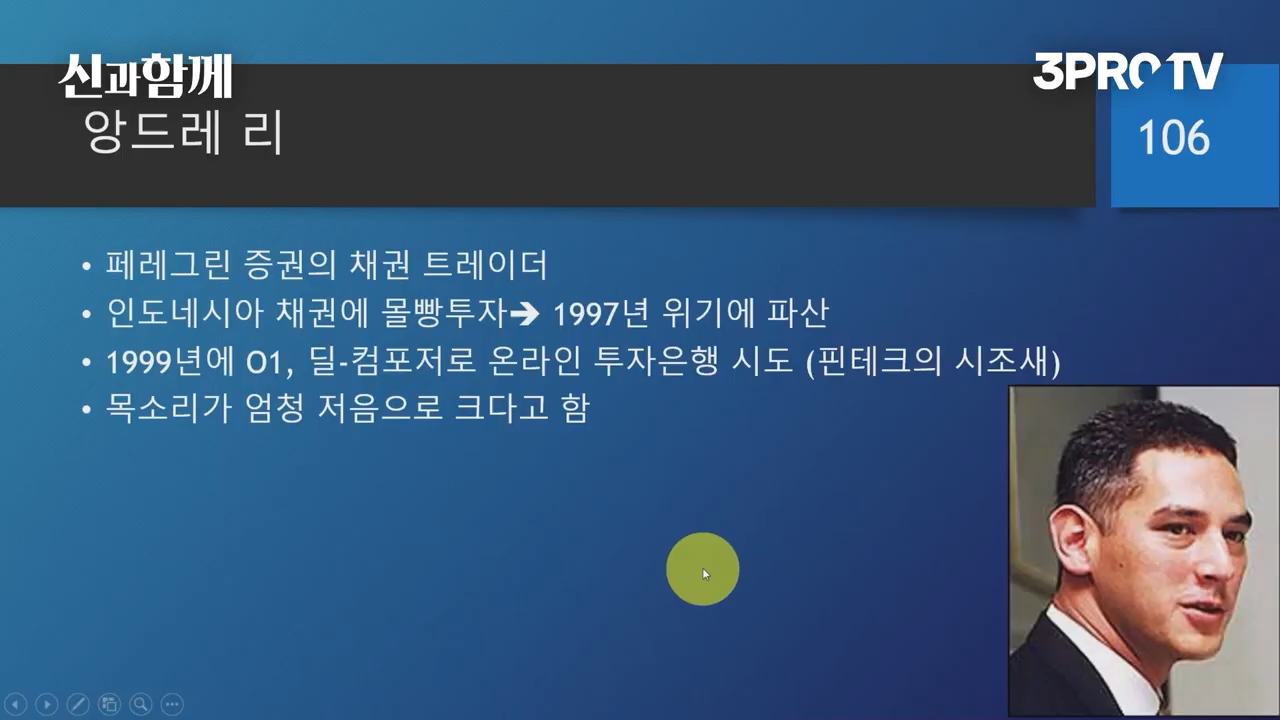 신과함께
3PROTV
앙드레 리
106
• 페레그린 증권의 채권 트레이더
• 인도네시아 채권에 몰빵투자➔ 1997년 위기에 파산
• 1999년에 O1, 딜-컴포저로 온라인 투자은행 시도 (핀테크의 시조새)
• 목소리가 엄청 저음으로 크다고 함